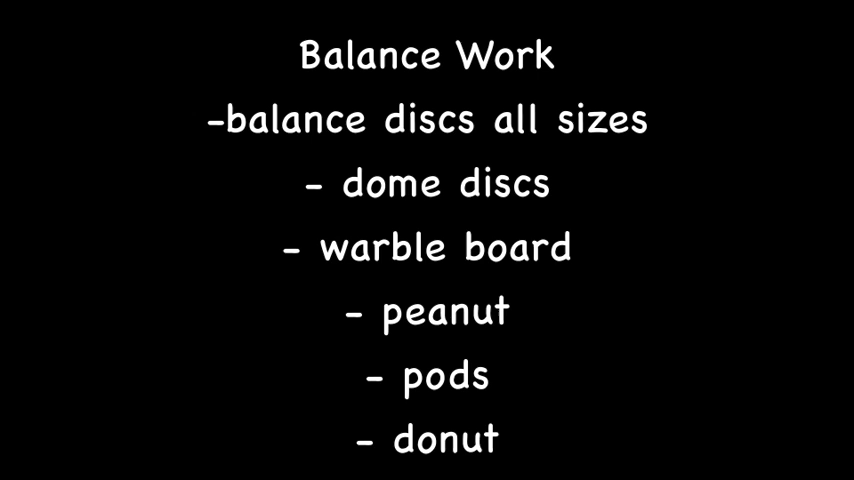 Balance Work
-balance discs all sizes
- dome discs
- warble board
- peanut
- pods
- donut